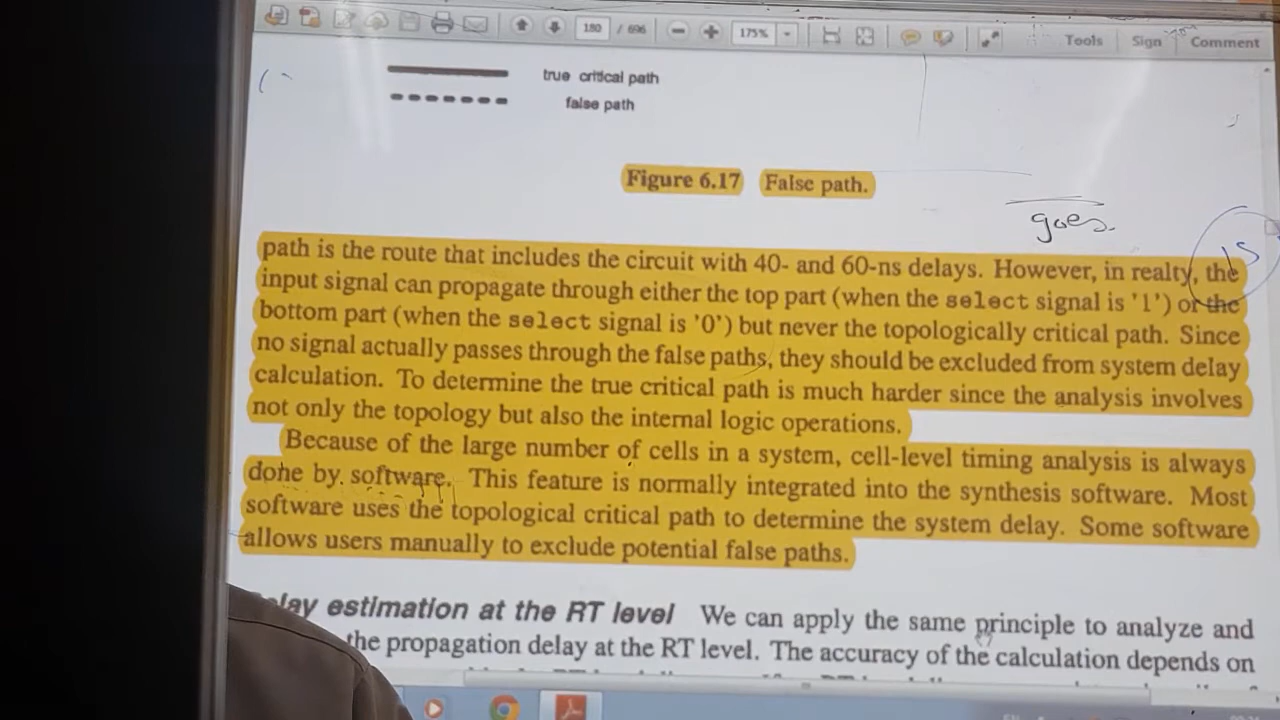 180 / 696 175% Tools Sign Comment
true critical path
false path
Figure 6.17 False path.
goes.
path is the route that includes the circuit with 40- and 60-ns delays. However, in realty, the
input signal can propagate through either the top part (when the select signal is '1') or the
bottom part (when the select signal is '0') but never the topologically critical path. Since
no signal actually passes through the false paths, they should be excluded from system delay
calculation. To determine the true critical path is much harder since the analysis involves
not only the topology but also the internal logic operations.
Because of the large number of cells in a system, cell-level timing analysis is always
done by software. This feature is normally integrated into the synthesis software. Most
software uses the topological critical path to determine the system delay. Some software
allows users manually to exclude potential false paths.
estimation at the RT level We can apply the same principle to analyze and
the propagation delay at the RT level. The accuracy of the calculation depends on